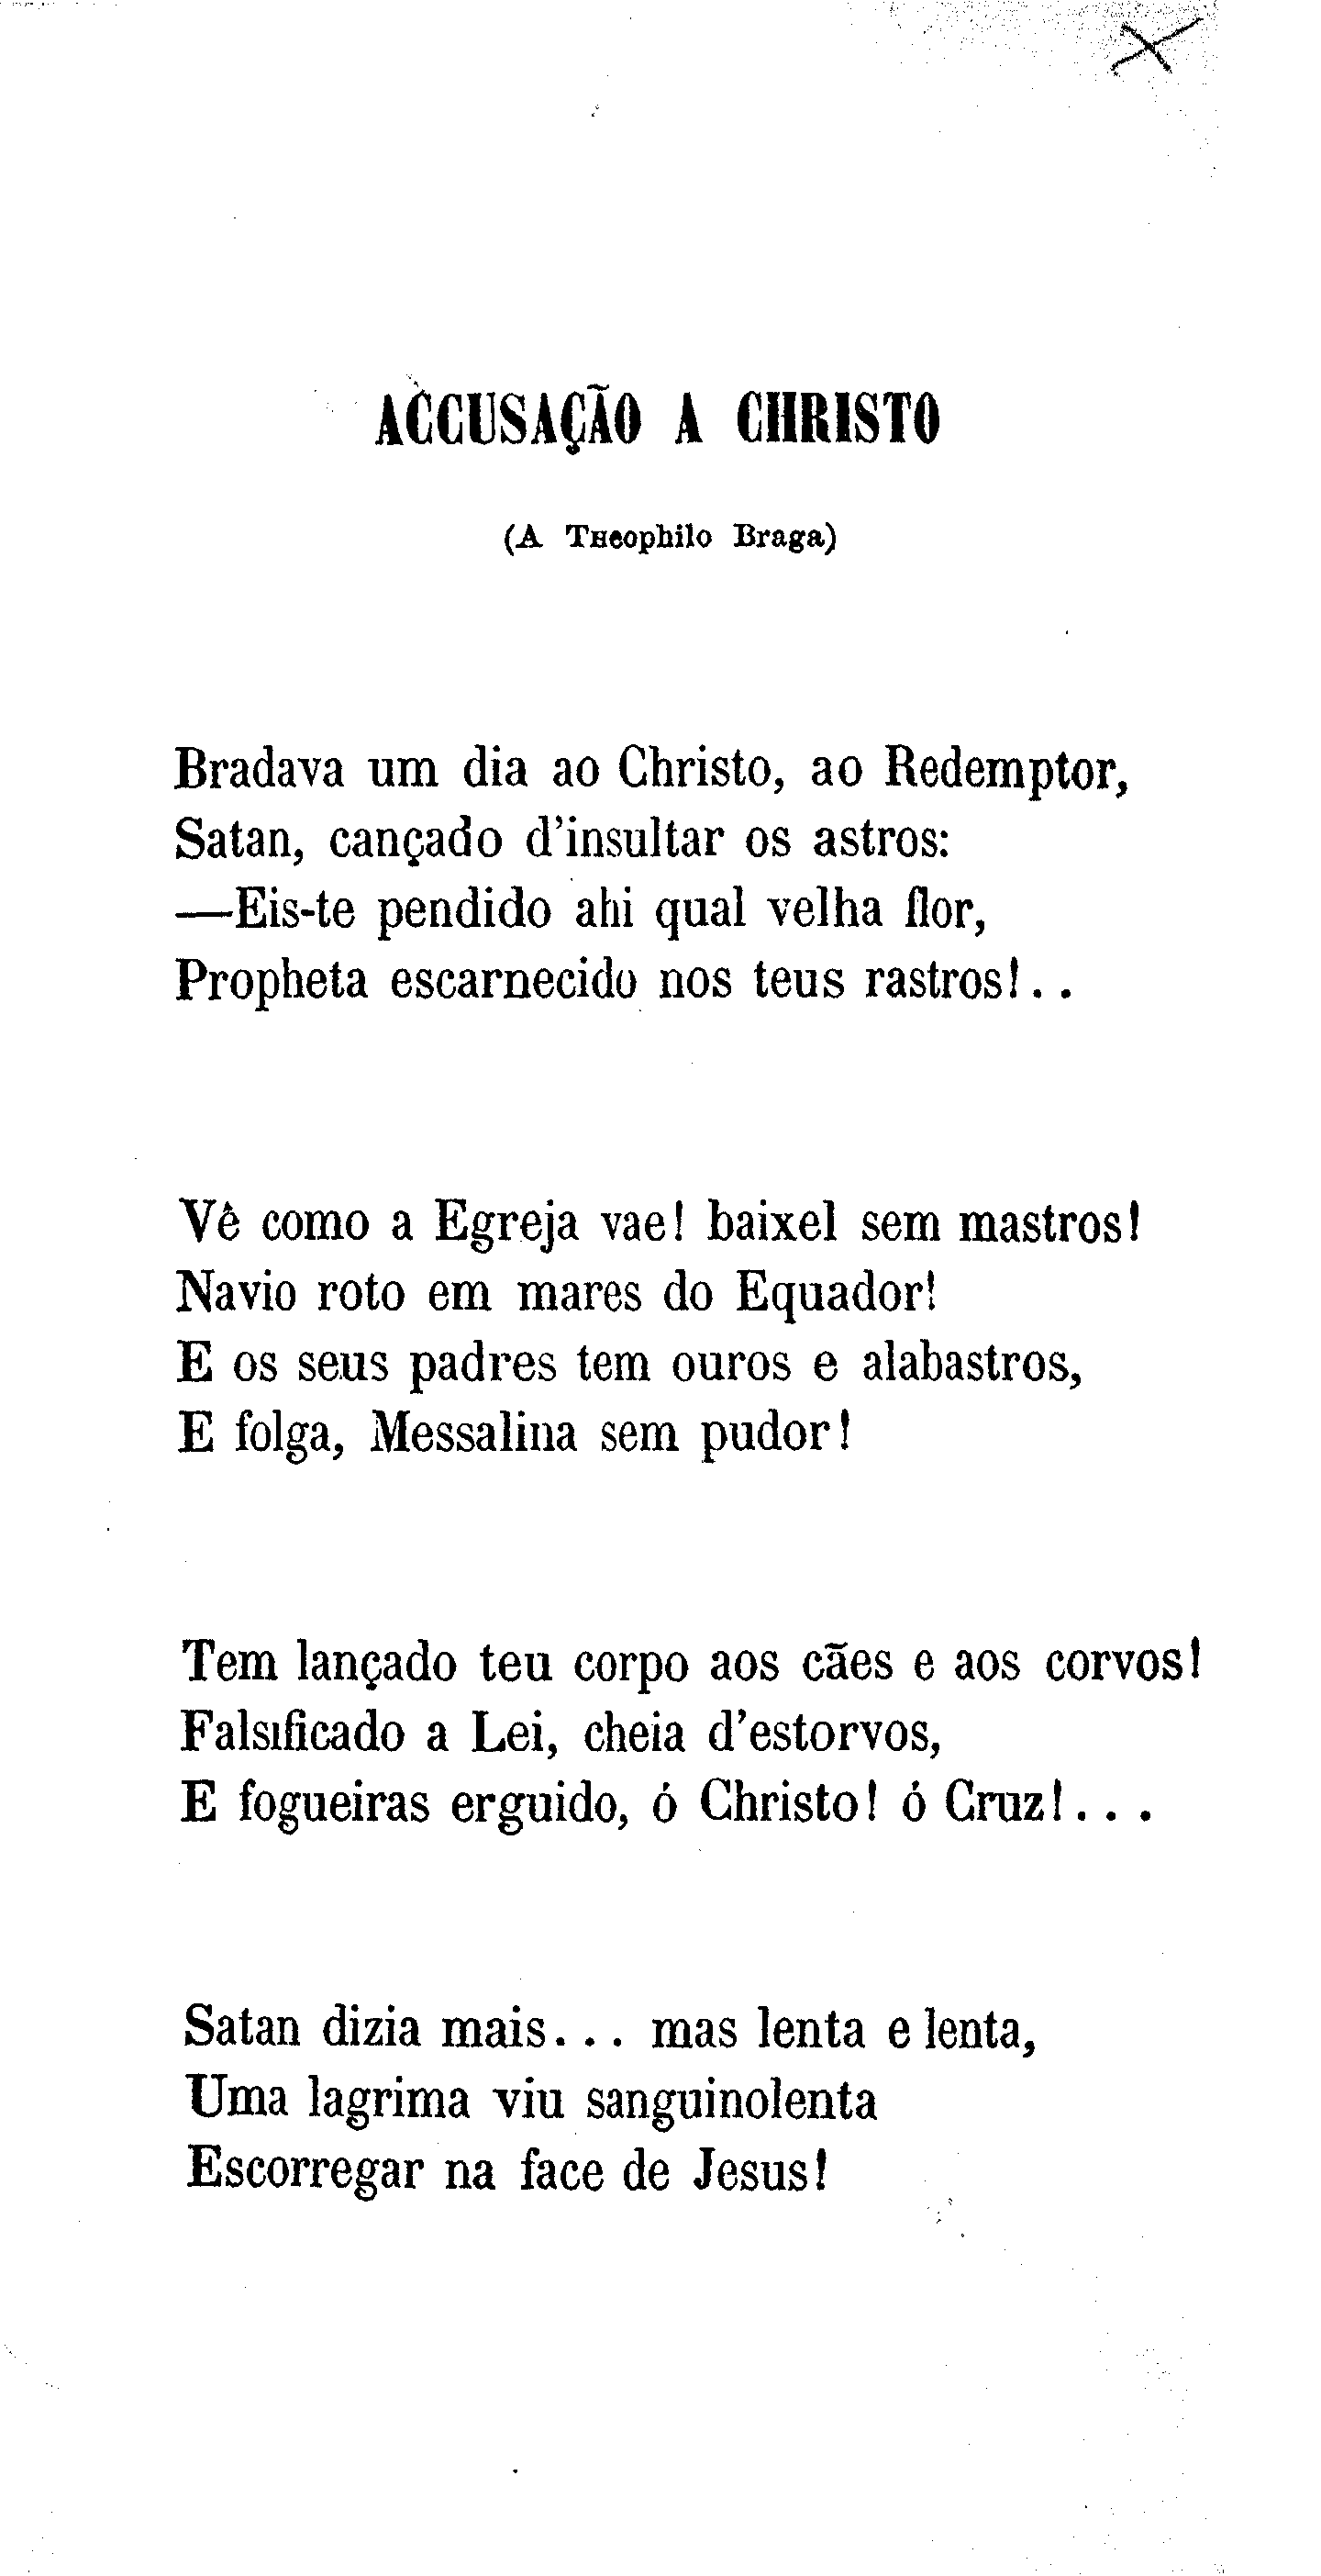 ACCUSAÇÃO A CHRISTO
(A Theophilo Braga)
Bradava um dia ao Christo, ao Redemptor,
Satan, cançado d'insultar os astros:
—Eis-te pendido ahi qual velha flor,
Propheta escarnecido nos teus rastros!..
Vê como a Egreja vae! baixel sem mastros!
Navio roto em mares do Equador!
E os seus padres tem ouros e alabastros,
E folga, Messalina sem pudor!
Tem lançado teu corpo aos cães e aos corvos!
Falsificado a Lei, cheia d'estorvos,
E fogueiras erguido, ó Christo! ó Cruz!...
Satan dizia mais... mas lenta e lenta,
Uma lagrima viu sanguinolenta
Escorregar na face de Jesus!